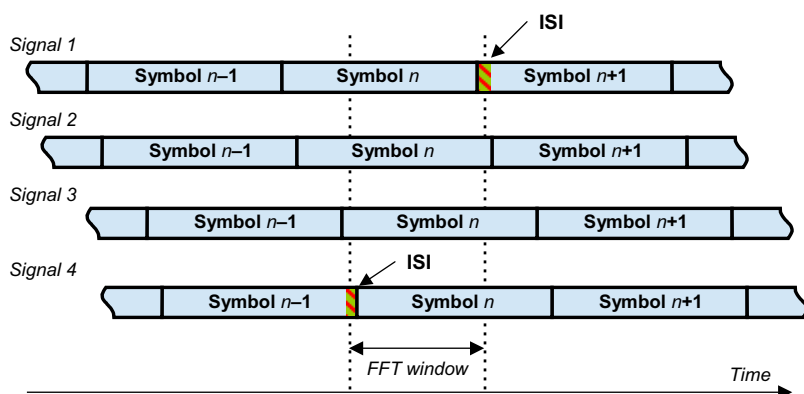 ISI
Signal 1
Symbol n–1 Symbol n Symbol n+1
Signal 2
Symbol n–1 Symbol n Symbol n+1
Signal 3
Symbol n–1 Symbol n Symbol n+1
Signal 4
ISI
Symbol n–1 Symbol n Symbol n+1
FFT window
Time